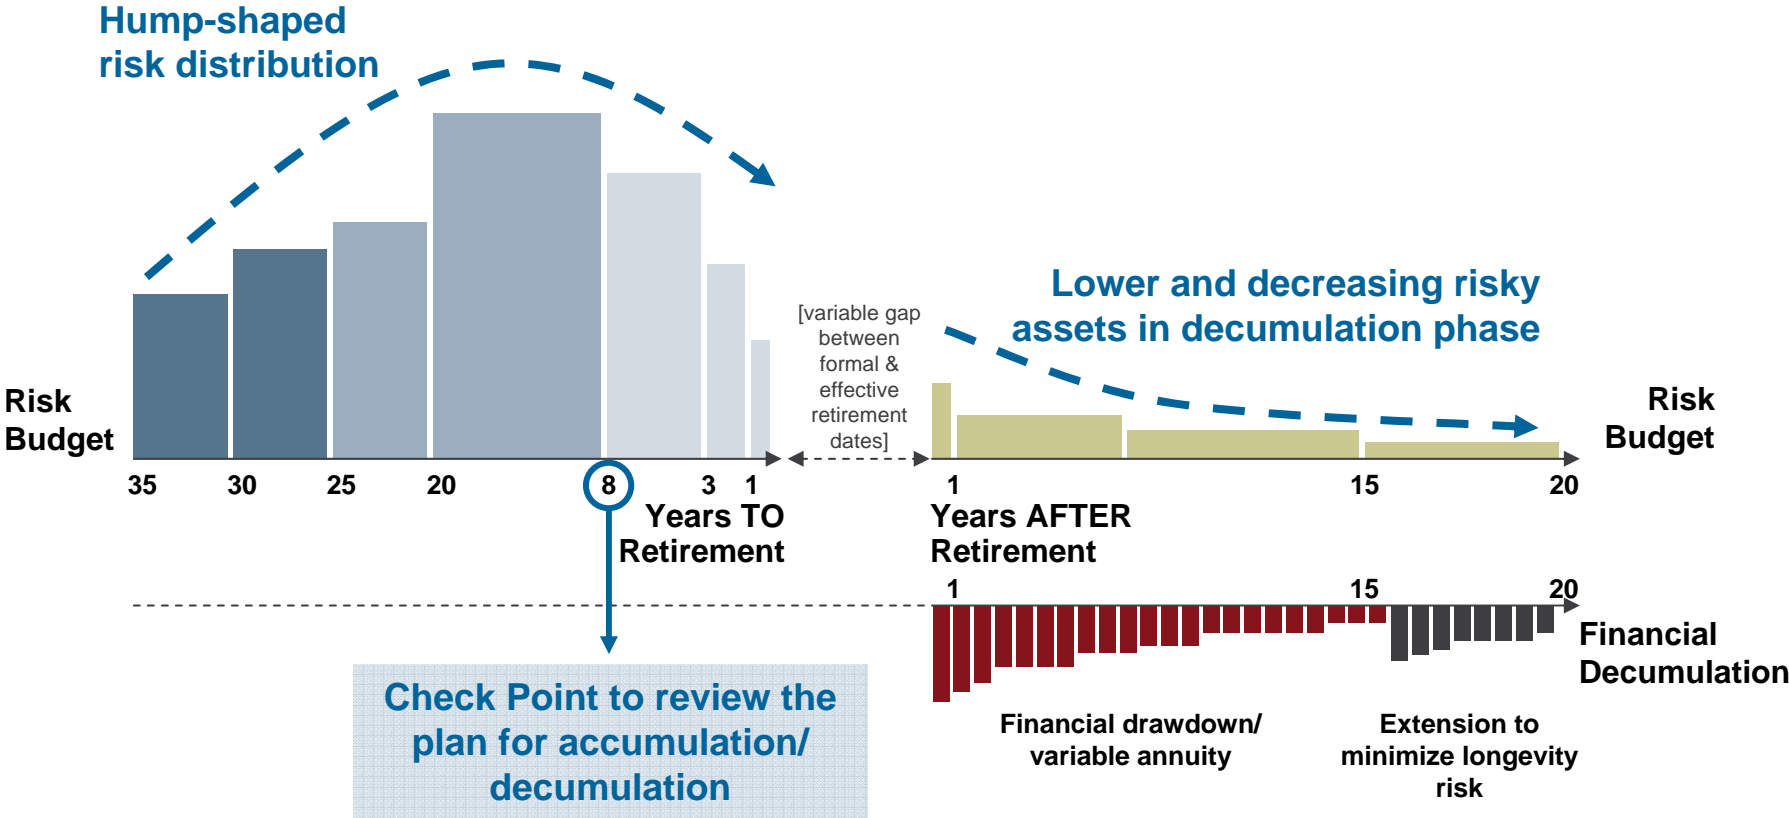 Hump-shaped
risk distribution
Lower and decreasing risky
assets in decumulation phase
[variable gap
between
formal &
effective
retirement
dates]
Risk
Budget
Risk
Budget
35 30 25 20 8 3 1
Years TO
Retirement
1 15 20
Years AFTER
Retirement
1 15 20
Financial
Decumulation
Check Point to review the
plan for accumulation/
decumulation
Financial drawdown/
variable annuity
Extension to
minimize longevity
risk